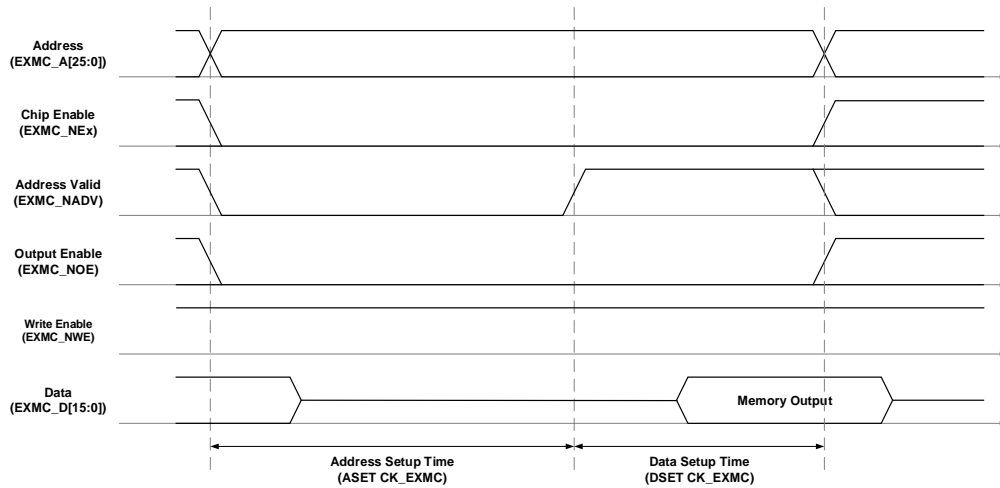 Address
(EXMC_A[25:0])
Chip Enable
(EXMC_NEx)
Address Valid
(EXMC_NADV)
Output Enable
(EXMC_NOE)
Write Enable
(EXMC_NWE)
Data
(EXMC_D[15:0])
Memory Output
Address Setup Time
(ASET CK_EXMC)
Data Setup Time
(DSET CK_EXMC)